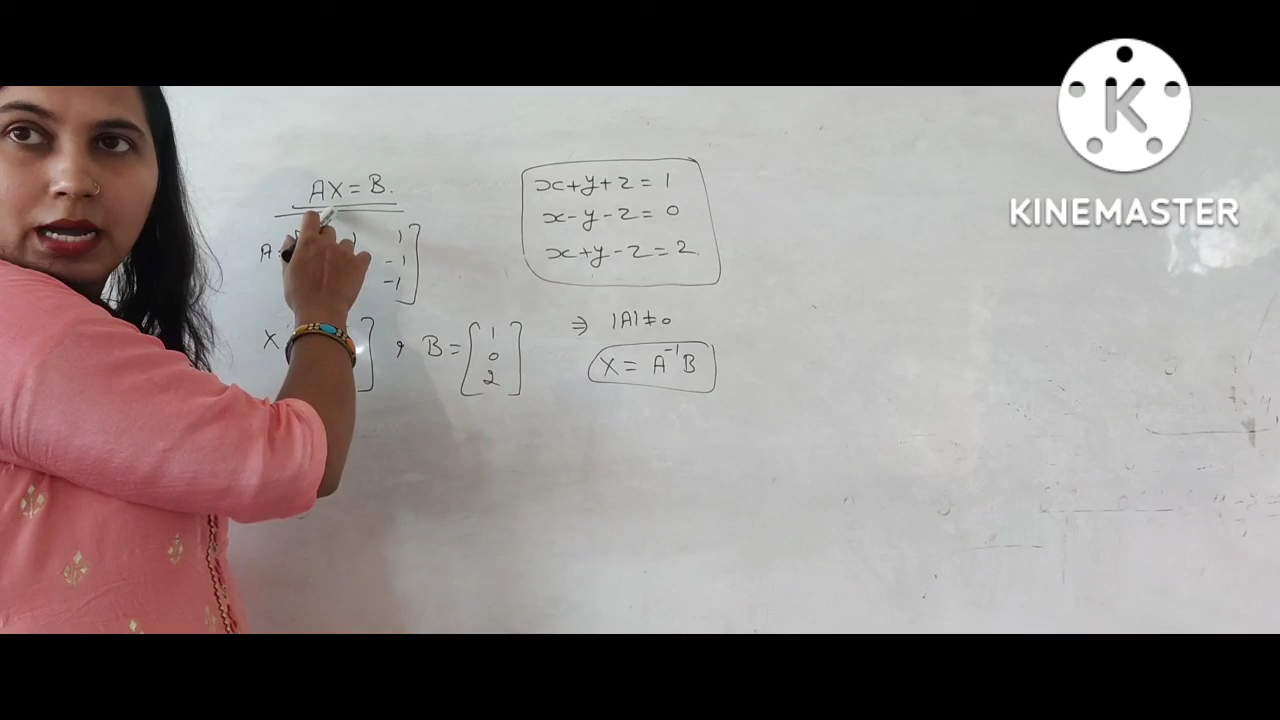 AX = B.
A
1
-1
-1
X
, B = [1
0
2]
x+y+z = 1
x-y-z = 0
x+y-z = 2
⇒ |A| ≠ 0
X = A⁻¹B
K
KINEMASTER